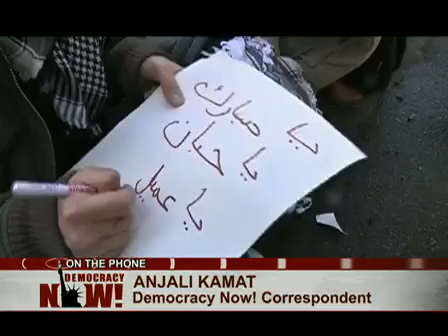 يا مبارك
يا جبان
يا عميل
ON THE PHONE
DEMOCRACY NOW!
ANJALI KAMAT
Democracy Now! Correspondent